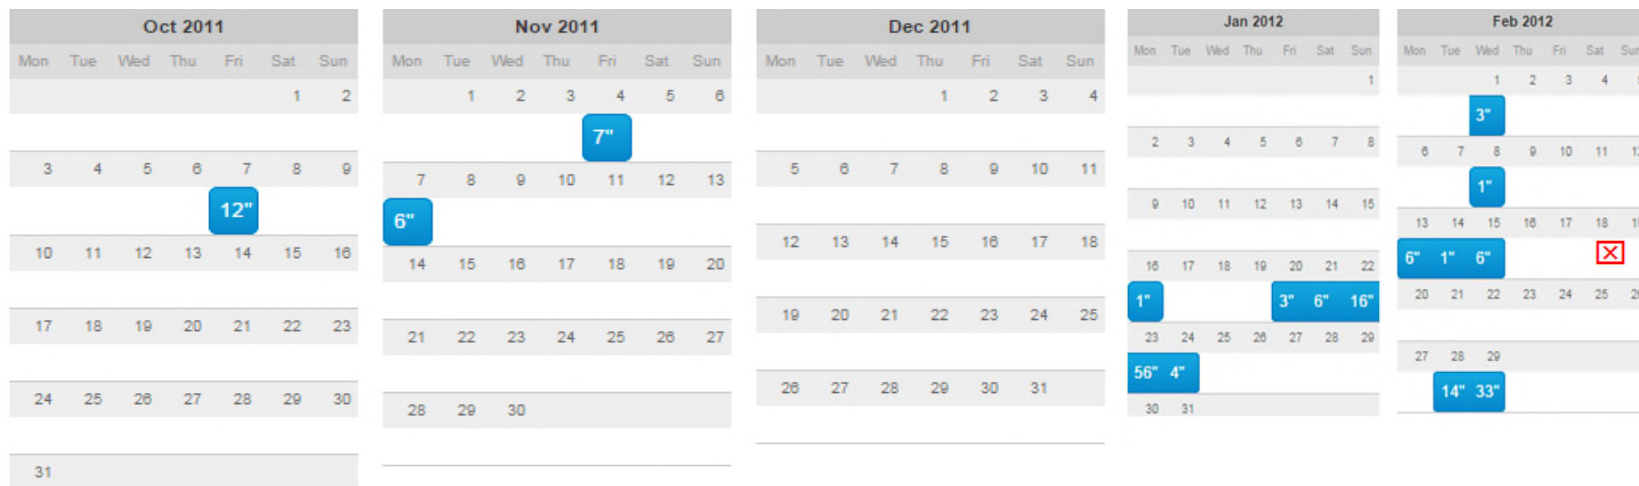 Oct 2011
Mon Tue Wed Thu Fri Sat Sun
1 2
3 4 5 6 7 8 9
12"
10 11 12 13 14 15 16
17 18 19 20 21 22 23
24 25 26 27 28 29 30
31
Nov 2011
Mon Tue Wed Thu Fri Sat Sun
1 2 3 4 5 6
7"
7 8 9 10 11 12 13
6"
14 15 16 17 18 19 20
21 22 23 24 25 26 27
28 29 30
Dec 2011
Mon Tue Wed Thu Fri Sat Sun
1 2 3 4
5 6 7 8 9 10 11
12 13 14 15 16 17 18
19 20 21 22 23 24 25
26 27 28 29 30 31
Jan 2012
Mon Tue Wed Thu Fri Sat Sun
1
2 3 4 5 6 7 8
9 10 11 12 13 14 15
16 17 18 19 20 21 22
1" 3" 6" 16"
23 24 25 26 27 28 29
56" 4"
30 31
Feb 2012
Mon Tue Wed Thu Fri Sat Sun
1 2 3 4
3"
6 7 8 9 10 11
1"
13 14 15 16 17 18
6" 1" 6"
20 21 22 23 24 25
27 28 29
14" 33"